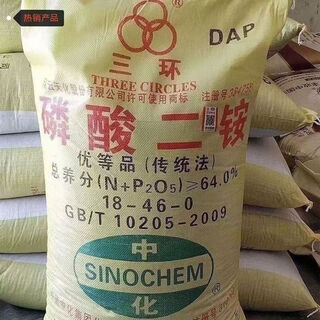 热销产品
DAP
三环
THREE CIRCLES
磷酸二铵
优等品(传统法)
总养分(N+P₂O₅)≥64.0%
18-46-0
GB/T 10205-2009
中
SINOCHEM
化